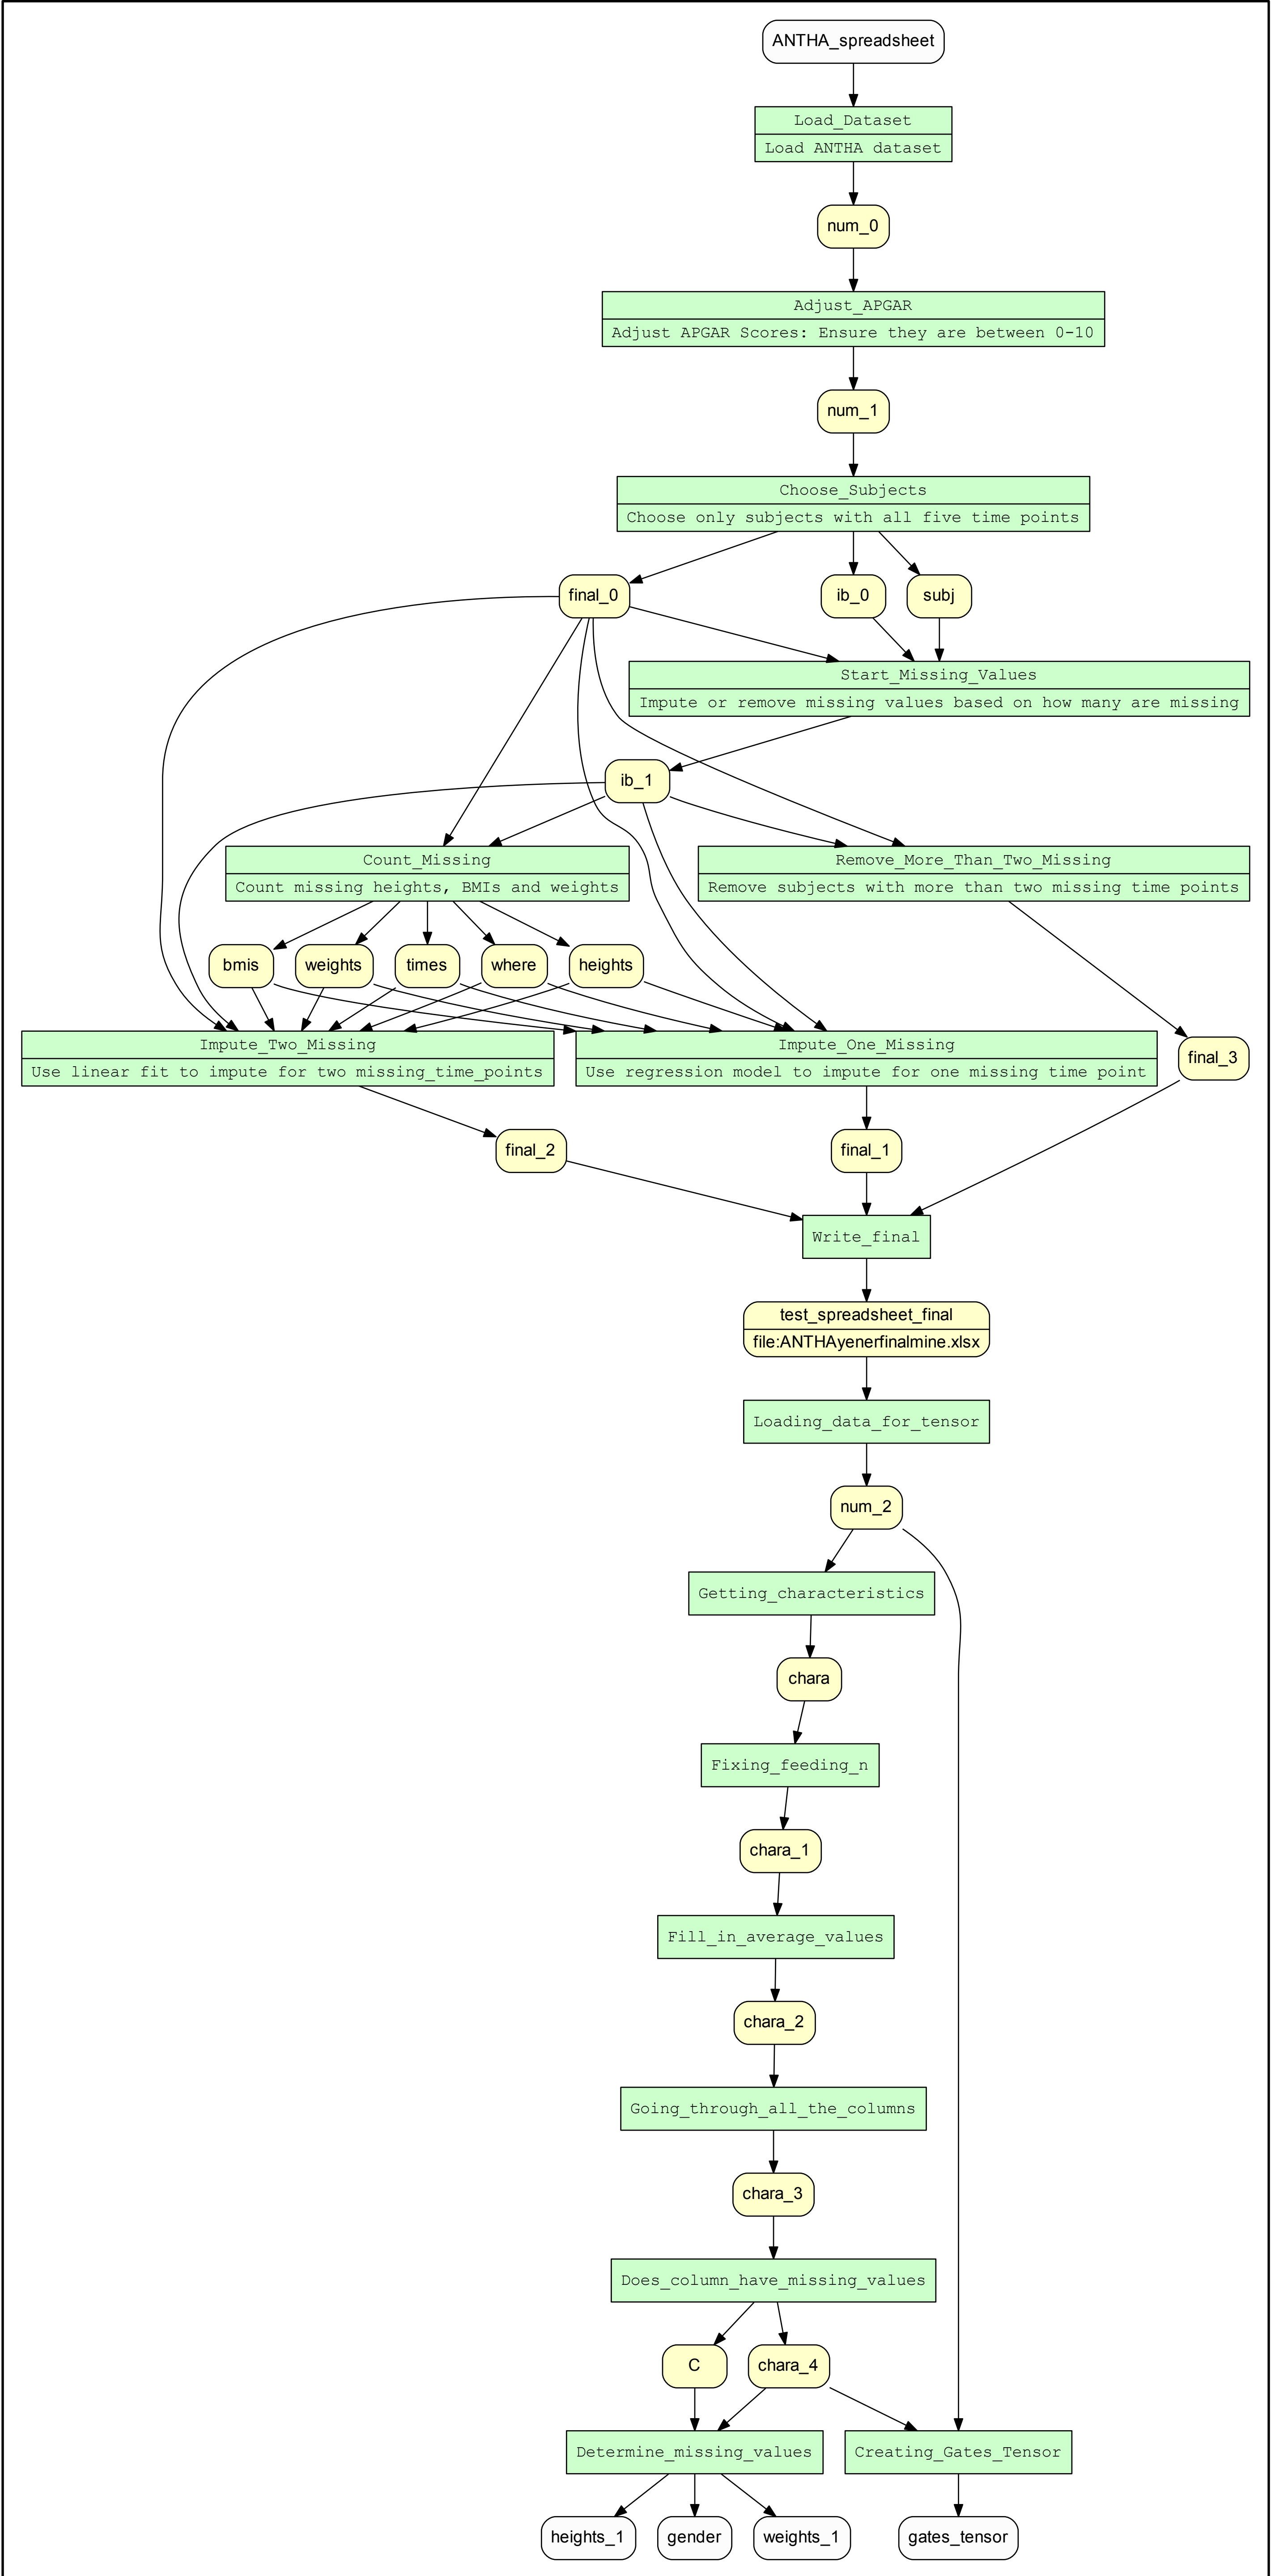 ANTHA_spreadsheet
Load_Dataset
Load ANTHA dataset
num_0
Adjust_APGAR
Adjust APGAR Scores: Ensure they are between 0-10
num_1
Choose_Subjects
Choose only subjects with all five time points
final_0
ib_0
subj
Start_Missing_Values
Impute or remove missing values based on how many are missing
ib_1
Count_Missing
Count missing heights, BMIs and weights
Remove_More_Than_Two_Missing
Remove subjects with more than two missing time points
bmis
weights
times
where
heights
Impute_Two_Missing
Use linear fit to impute for two missing_time_points
Impute_One_Missing
Use regression model to impute for one missing time point
final_3
final_2
final_1
Write_final
test_spreadsheet_final
file:ANTHAyenerfinalmine.xlsx
Loading_data_for_tensor
num_2
Getting_characteristics
chara
Fixing_feeding_n
chara_1
Fill_in_average_values
chara_2
Going_through_all_the_columns
chara_3
Does_column_have_missing_values
C
chara_4
Determine_missing_values
Creating_Gates_Tensor
heights_1
gender
weights_1
gates_tensor